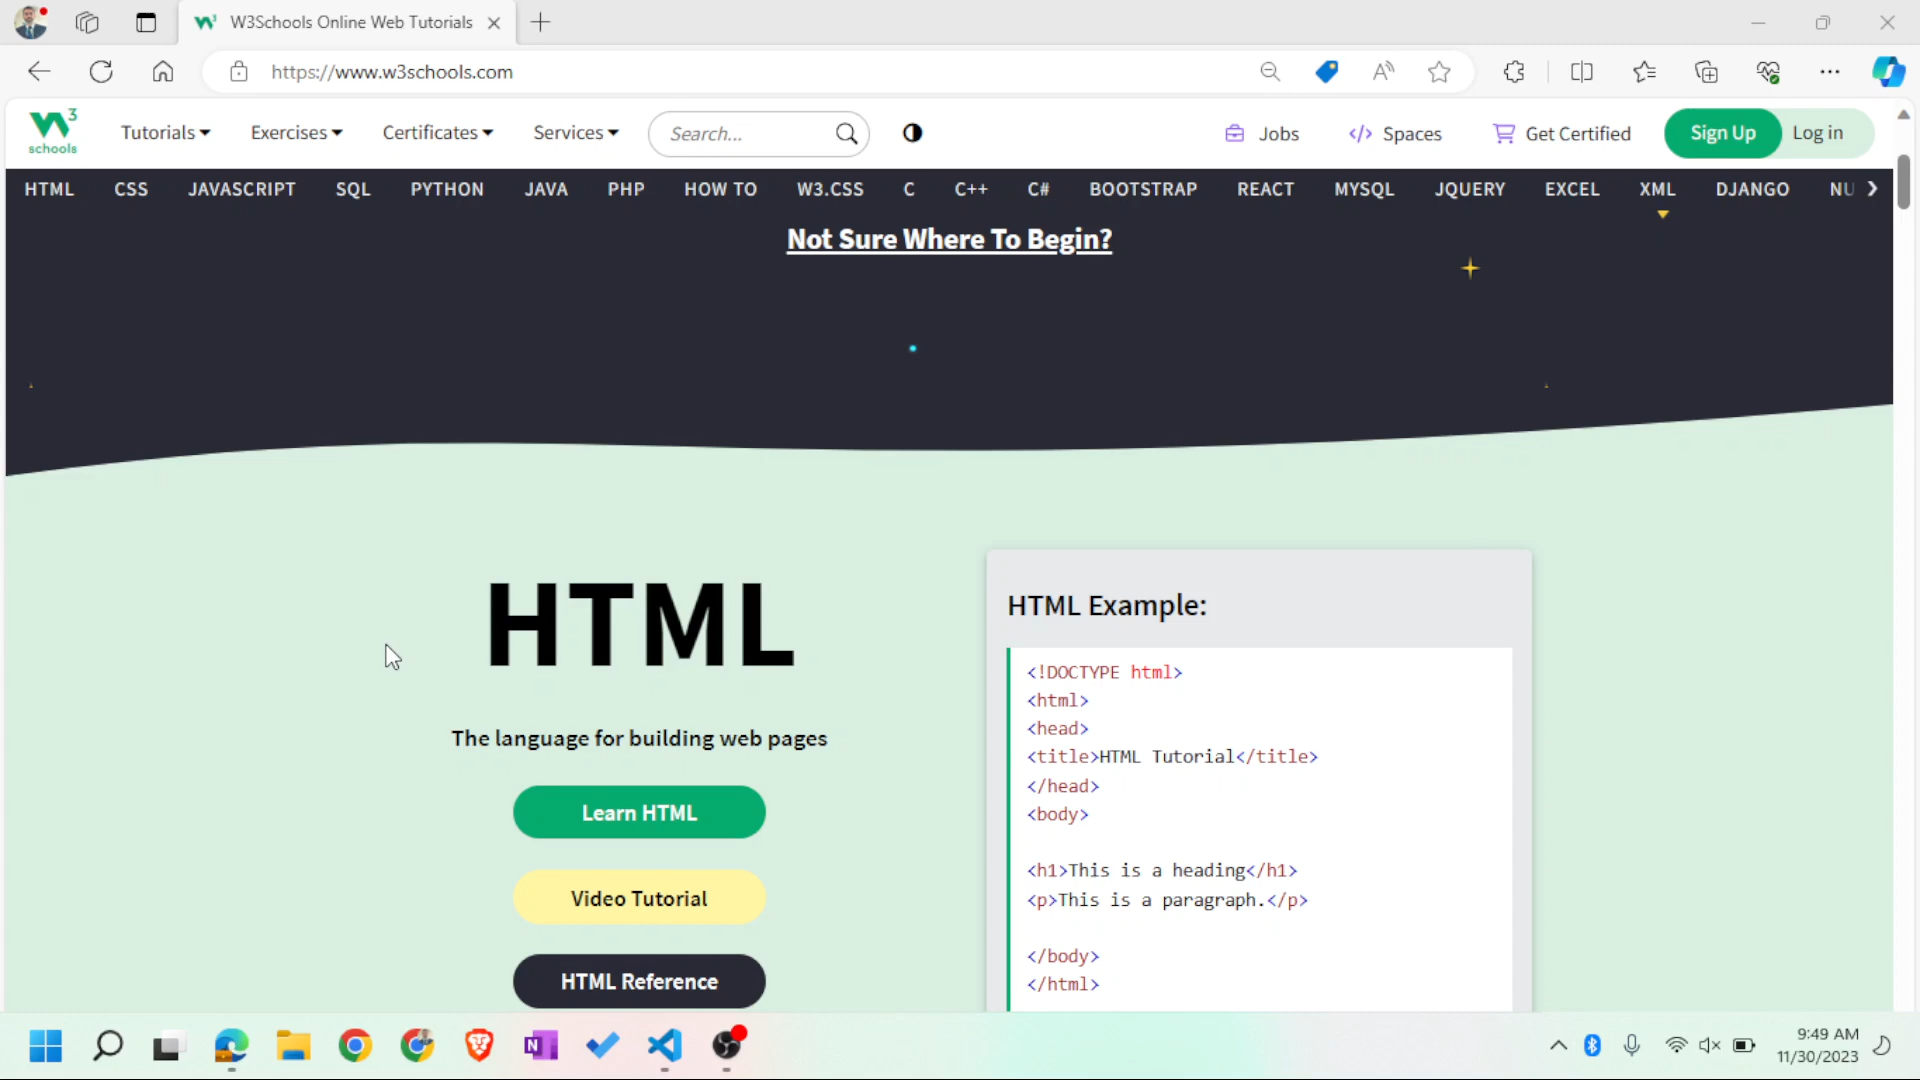 W3Schools Online Web Tutorials
https://www.w3schools.com
W3 schools
Tutorials
Exercises
Certificates
Services
Search...
Jobs
Spaces
Get Certified
Sign Up
Log in
HTML CSS JAVASCRIPT SQL PYTHON JAVA PHP HOW TO W3.CSS C C++ C# BOOTSTRAP REACT MYSQL JQUERY EXCEL XML DJANGO NU
Not Sure Where To Begin?
HTML
The language for building web pages
Learn HTML
Video Tutorial
HTML Reference
HTML Example:
<!DOCTYPE html>
<html>
<head>
<title>HTML Tutorial</title>
</head>
<body>
<h1>This is a heading</h1>
<p>This is a paragraph.</p>
</body>
</html>
9:49 AM
11/30/2023